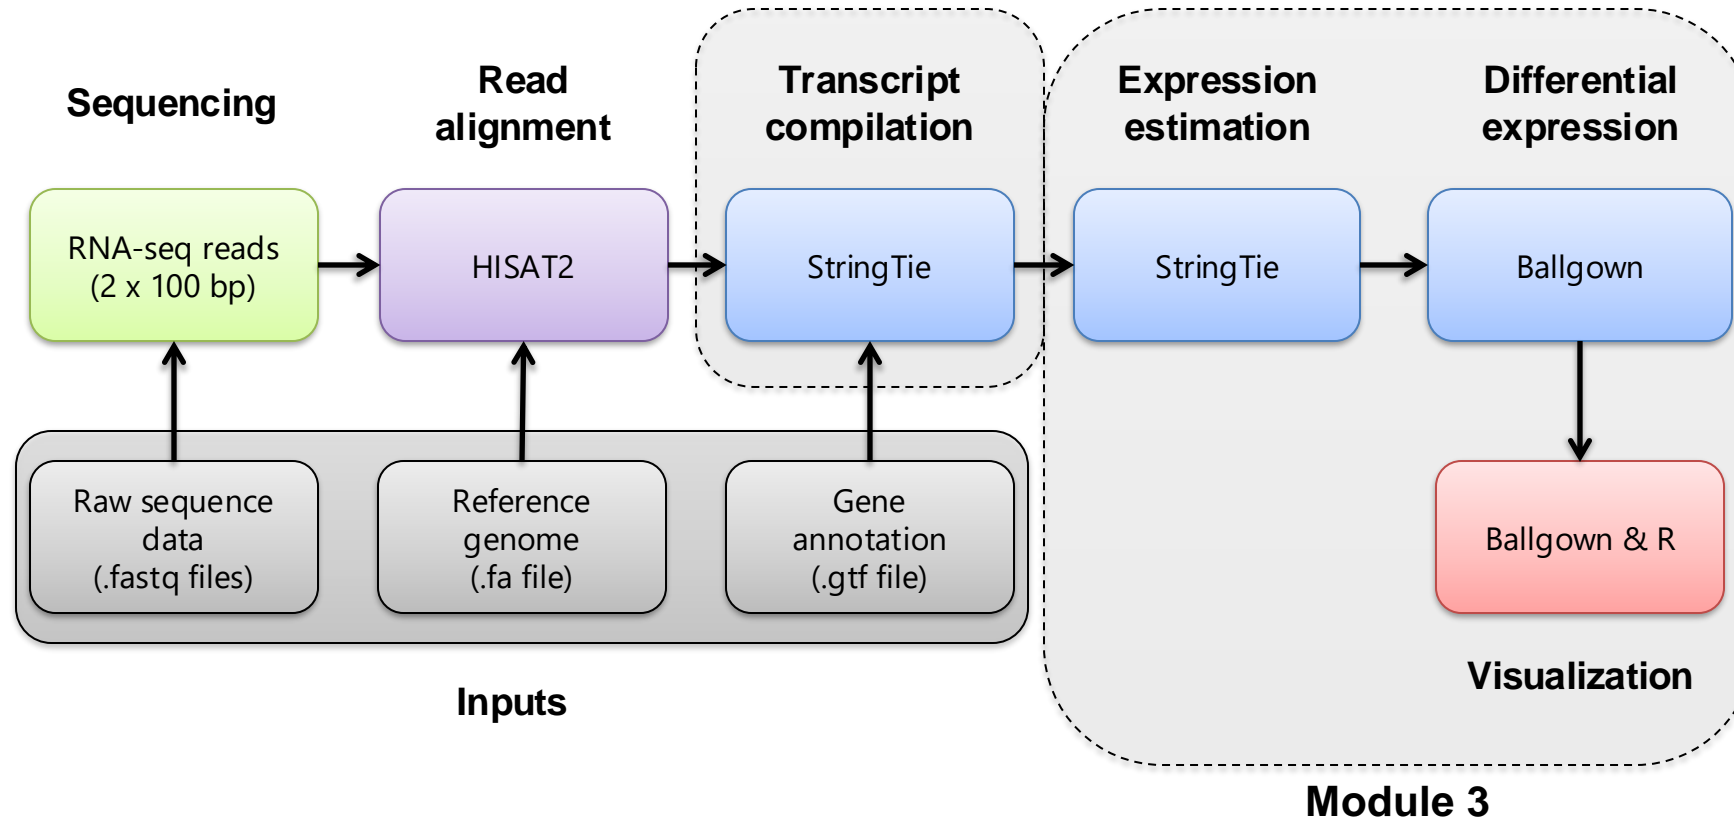 Sequencing
Read
alignment
Transcript
compilation
Expression
estimation
Differential
expression
RNA-seq reads
(2 x 100 bp)
HISAT2
StringTie
StringTie
Ballgown
Raw sequence
data
(.fastq files)
Reference
genome
(.fa file)
Gene
annotation
(.gtf file)
Ballgown & R
Inputs
Visualization
Module 3